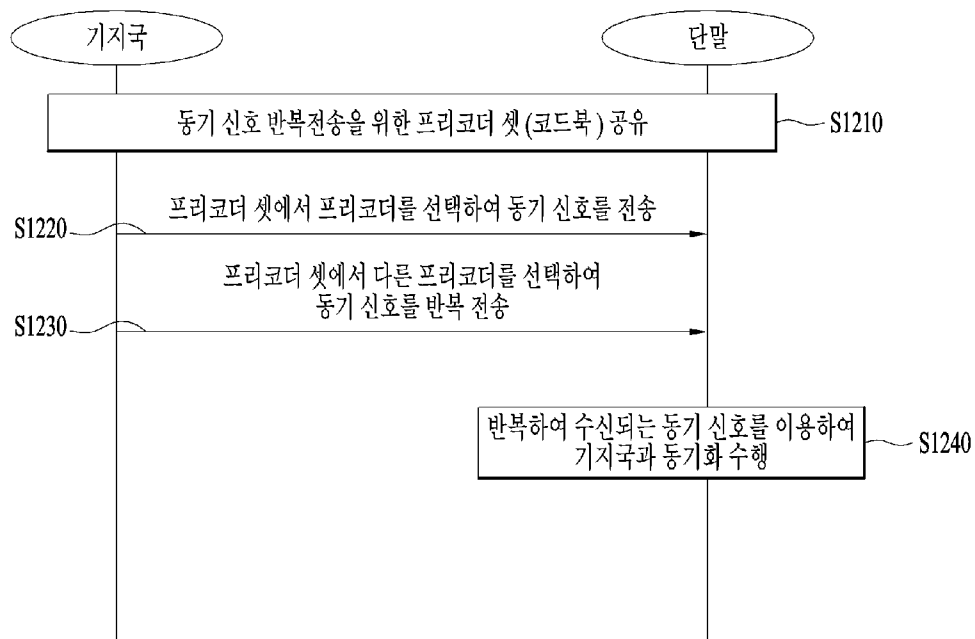 기지국
단말
동기 신호 반복전송을 위한 프리코더 셋 (코드북) 공유
S1210
프리코더 셋에서 프리코더를 선택하여 동기 신호를 전송
S1220
프리코더 셋에서 다른 프리코더를 선택하여
동기 신호를 반복 전송
S1230
반복하여 수신되는 동기 신호를 이용하여
기지국과 동기화 수행
S1240